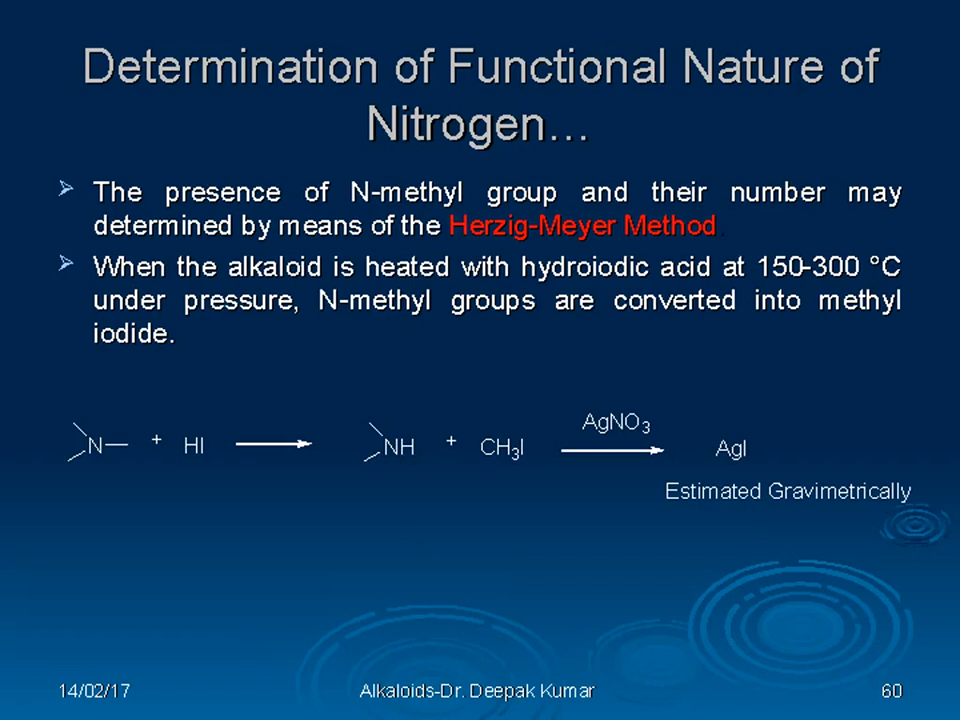 Determination of Functional Nature of
Nitrogen…
The presence of N-methyl group and their number may
determined by means of the Herzig-Meyer Method.
When the alkaloid is heated with hydroiodic acid at 150-300 °C
under pressure, N-methyl groups are converted into methyl
iodide.
N + HI NH + CH₃I AgNO₃ AgI
Estimated Gravimetrically
14/02/17 Alkaloids-Dr. Deepak Kumar 60